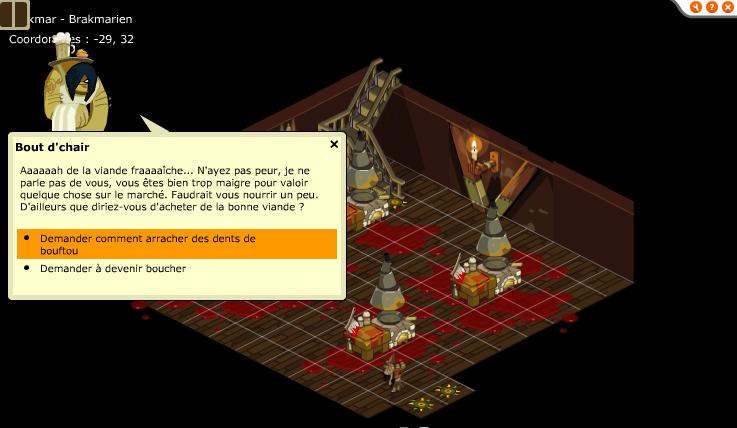 kmar - Brakmarien
Coordonnées : -29, 32
Bout d'chair
Aaaaaah de la viande fraaaaîche... N'ayez pas peur, je ne
parle pas de vous, vous êtes bien trop maigre pour valoir
quelque chose sur le marché. Faudrait vous nourrir un peu.
D'ailleurs que diriez-vous d'acheter de la bonne viande ?
Demander comment arracher des dents de
bouftou
Demander à devenir boucher